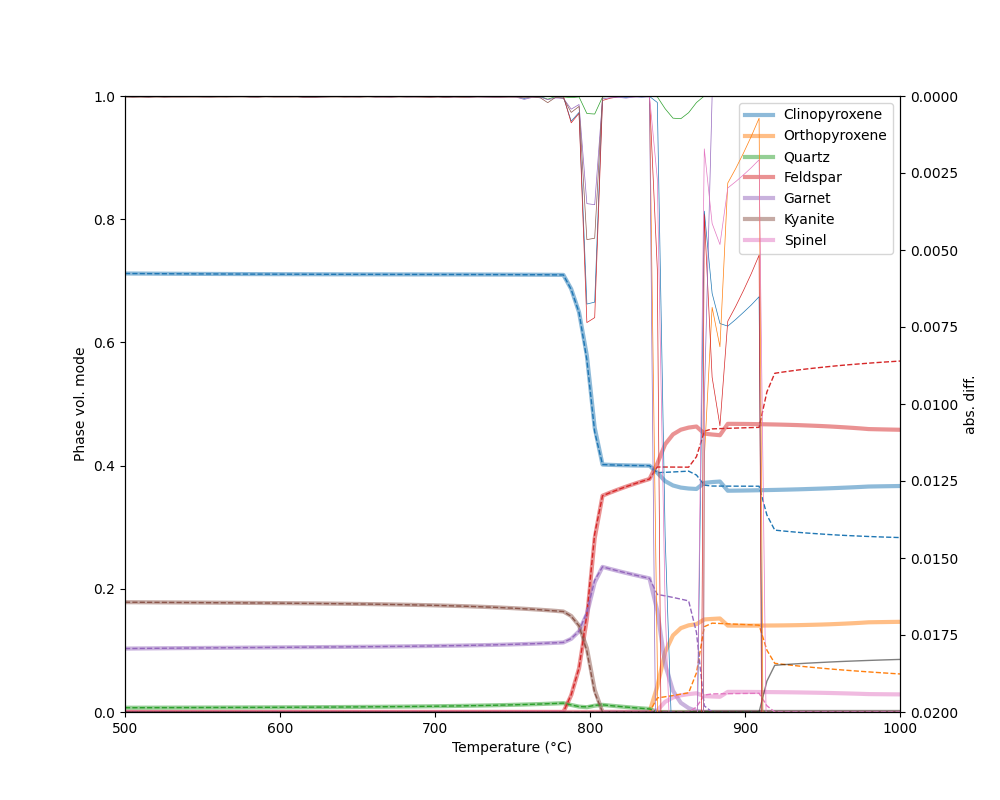 1.0
0.8
0.6
0.4
0.2
0.0
Phase vol. mode
500
600
700
800
900
1000
Temperature (°C)
0.0000
0.0025
0.0050
0.0075
0.0100
0.0125
0.0150
0.0175
0.0200
abs. diff.
Clinopyroxene
Orthopyroxene
Quartz
Feldspar
Garnet
Kyanite
Spinel